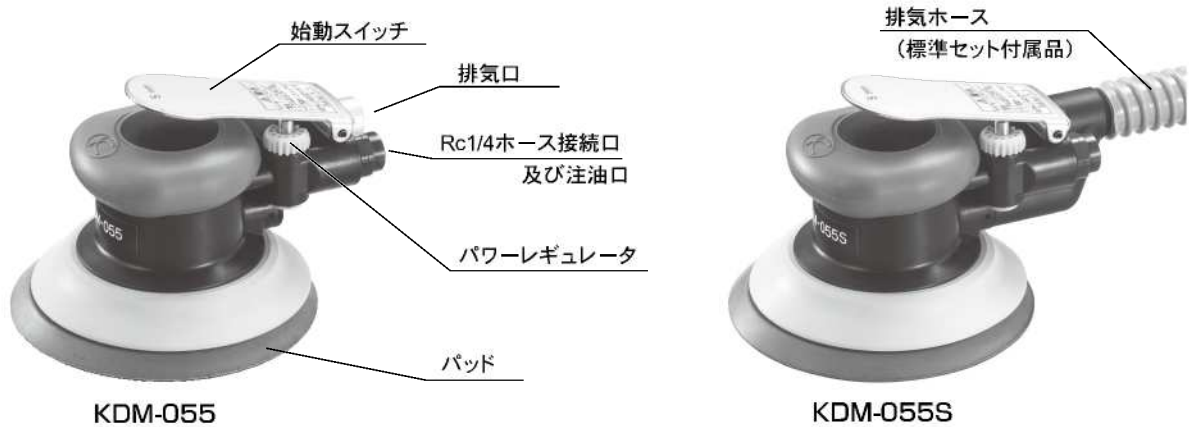 始動スイッチ
排気口
Rc1/4ホース接続口
及び注油口
パワーレギュレータ
パッド
M-055
KDM-055
排気ホース
（標準セット付属品）
M-055S
KDM-055S